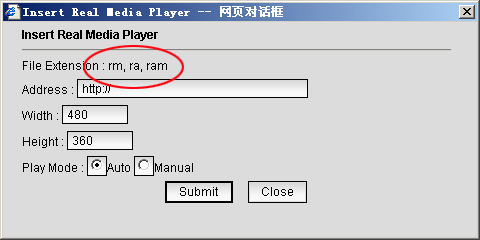 Insert Real Media Player -- 网页对话框
Insert Real Media Player
File Extension : rm, ra, ram
Address : http://
Width : 480
Height : 360
Play Mode : Auto Manual
Submit Close